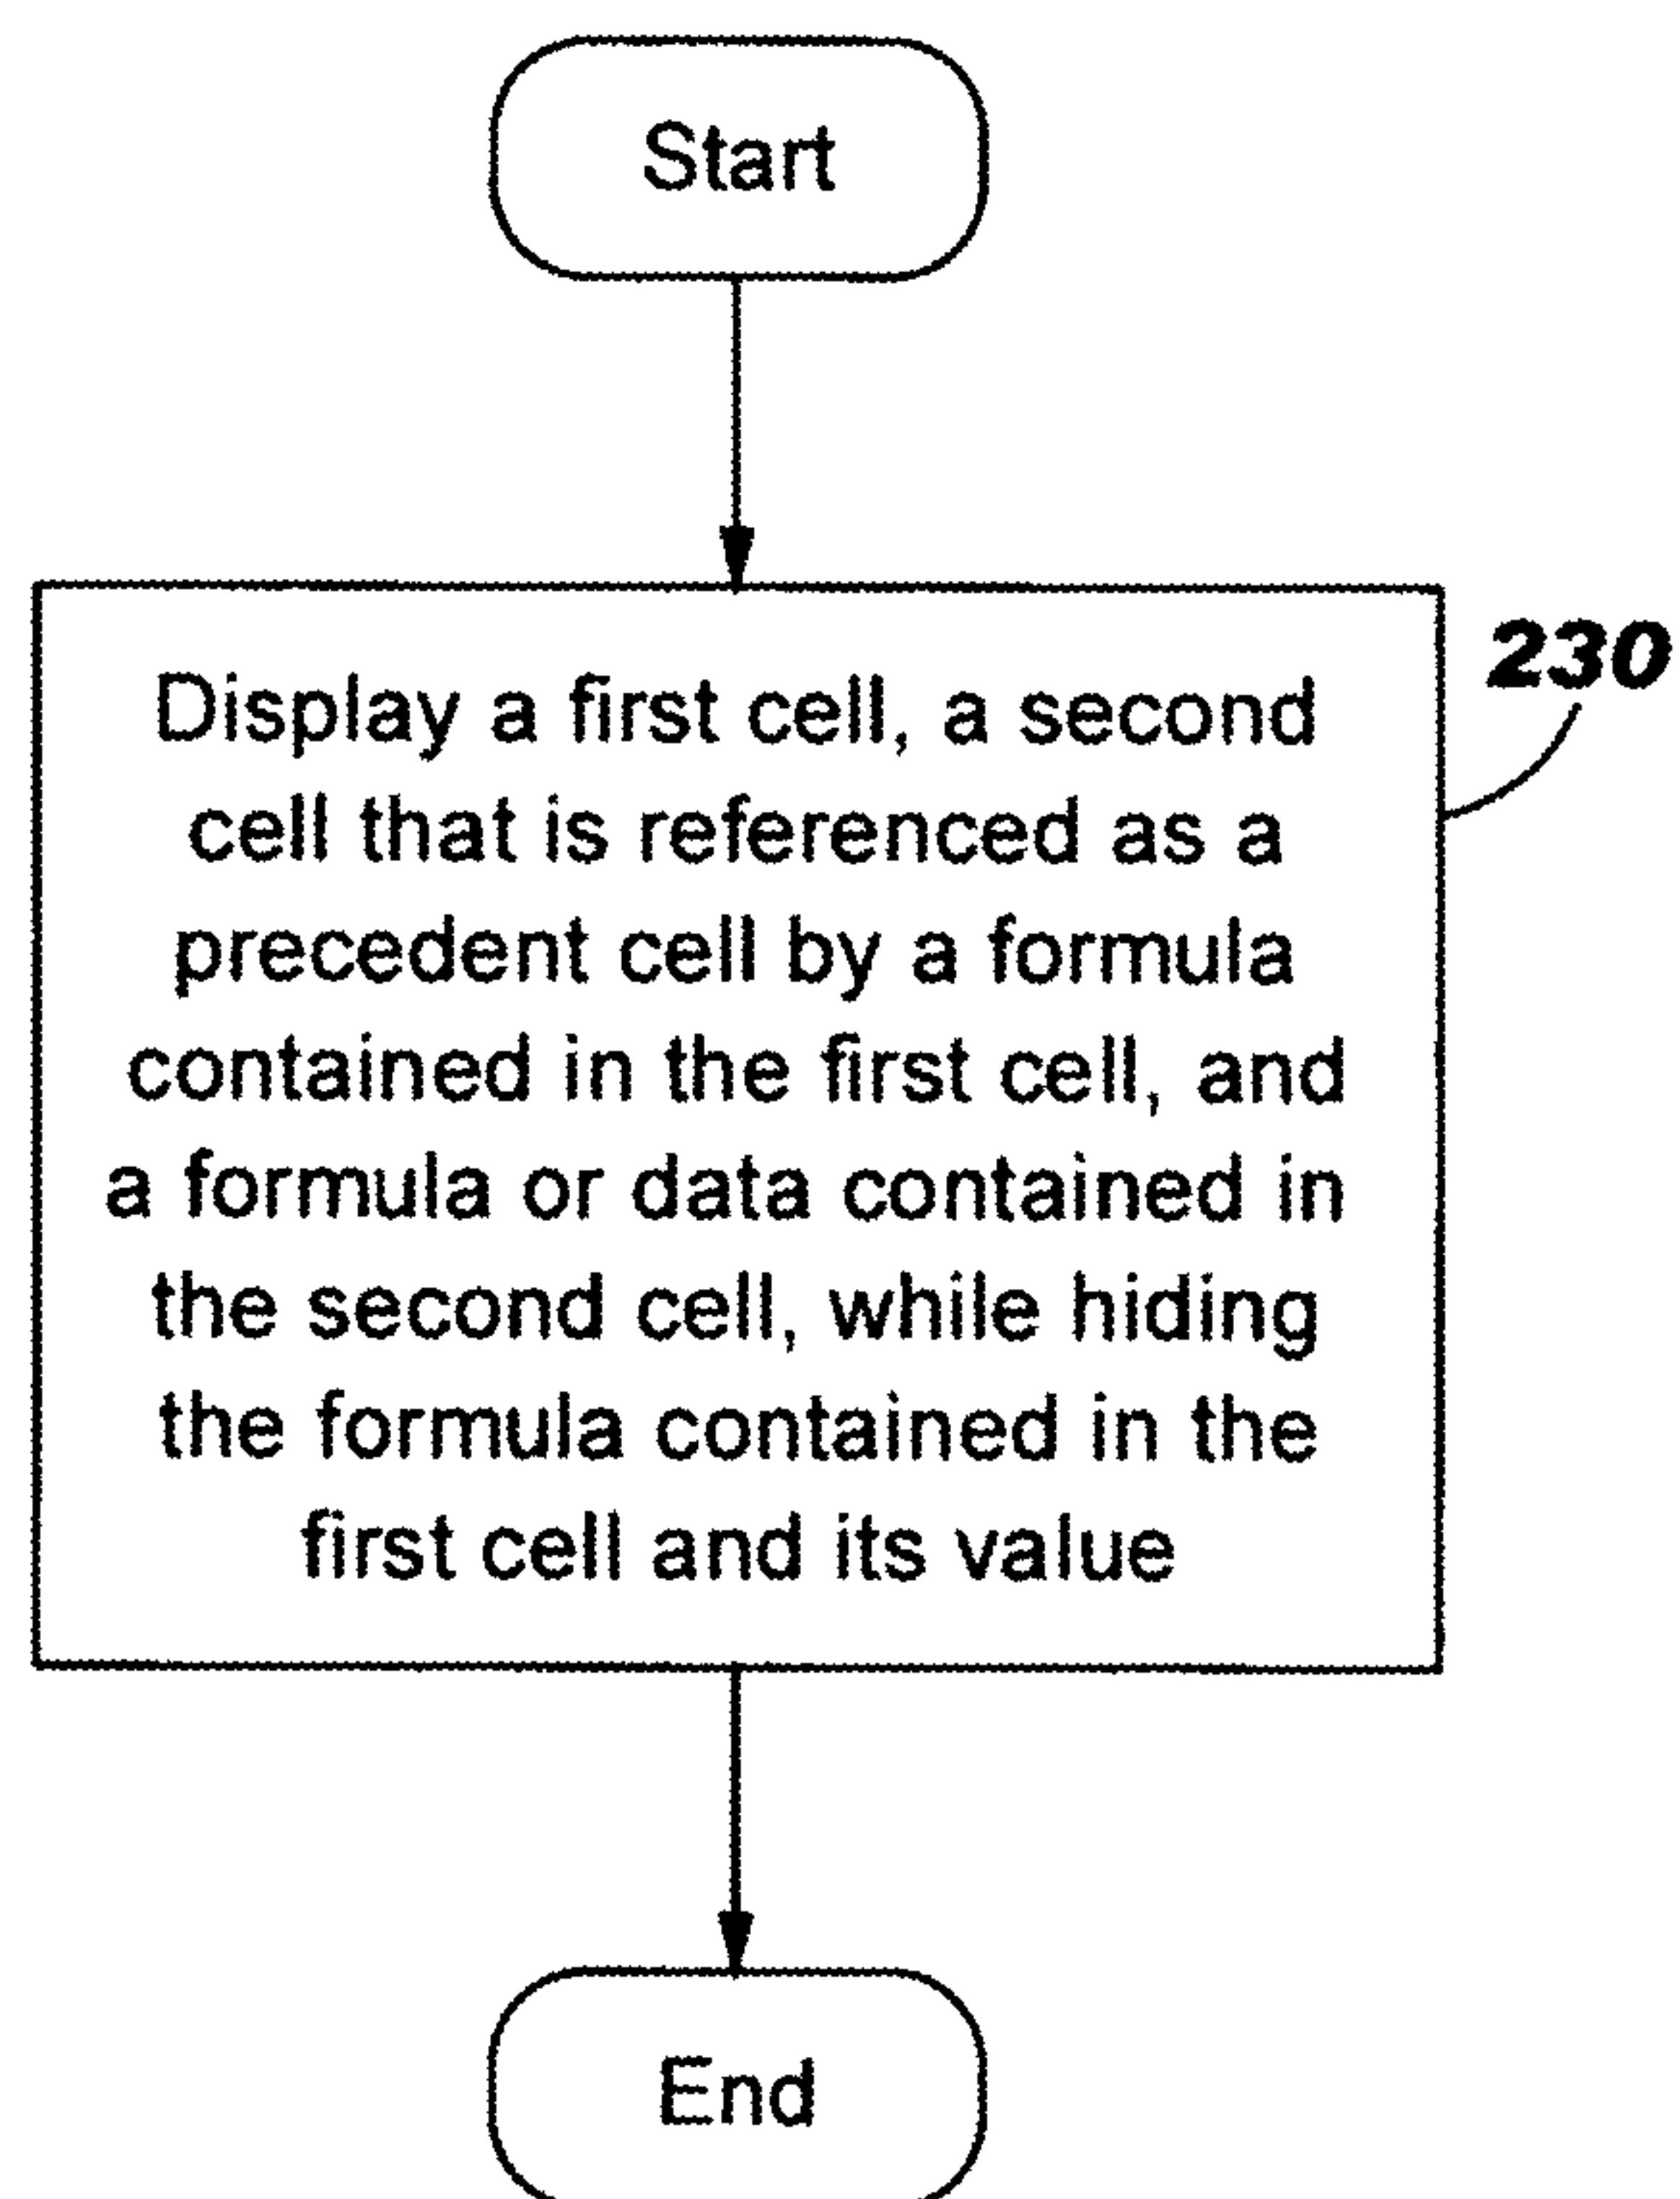 Start
230
Display a first cell, a second
cell that is referenced as a
precedent cell by a formula
contained in the first cell, and
a formula or data contained in
the second cell, while hiding
the formula contained in the
first cell and its value
End